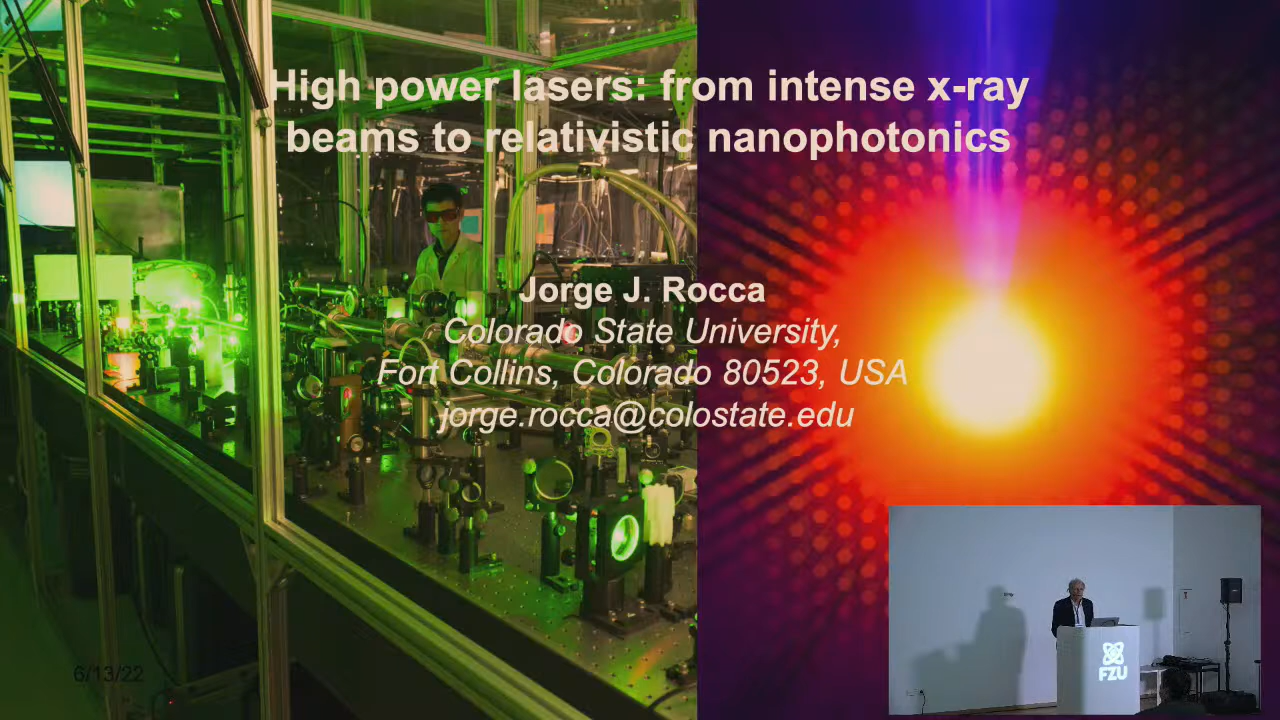 High power lasers: from intense x-ray
beams to relativistic nanophotonics
Jorge J. Rocca
Colorado State University,
Fort Collins, Colorado 80523, USA
jorge.rocca@colostate.edu
6/13/22
FZU